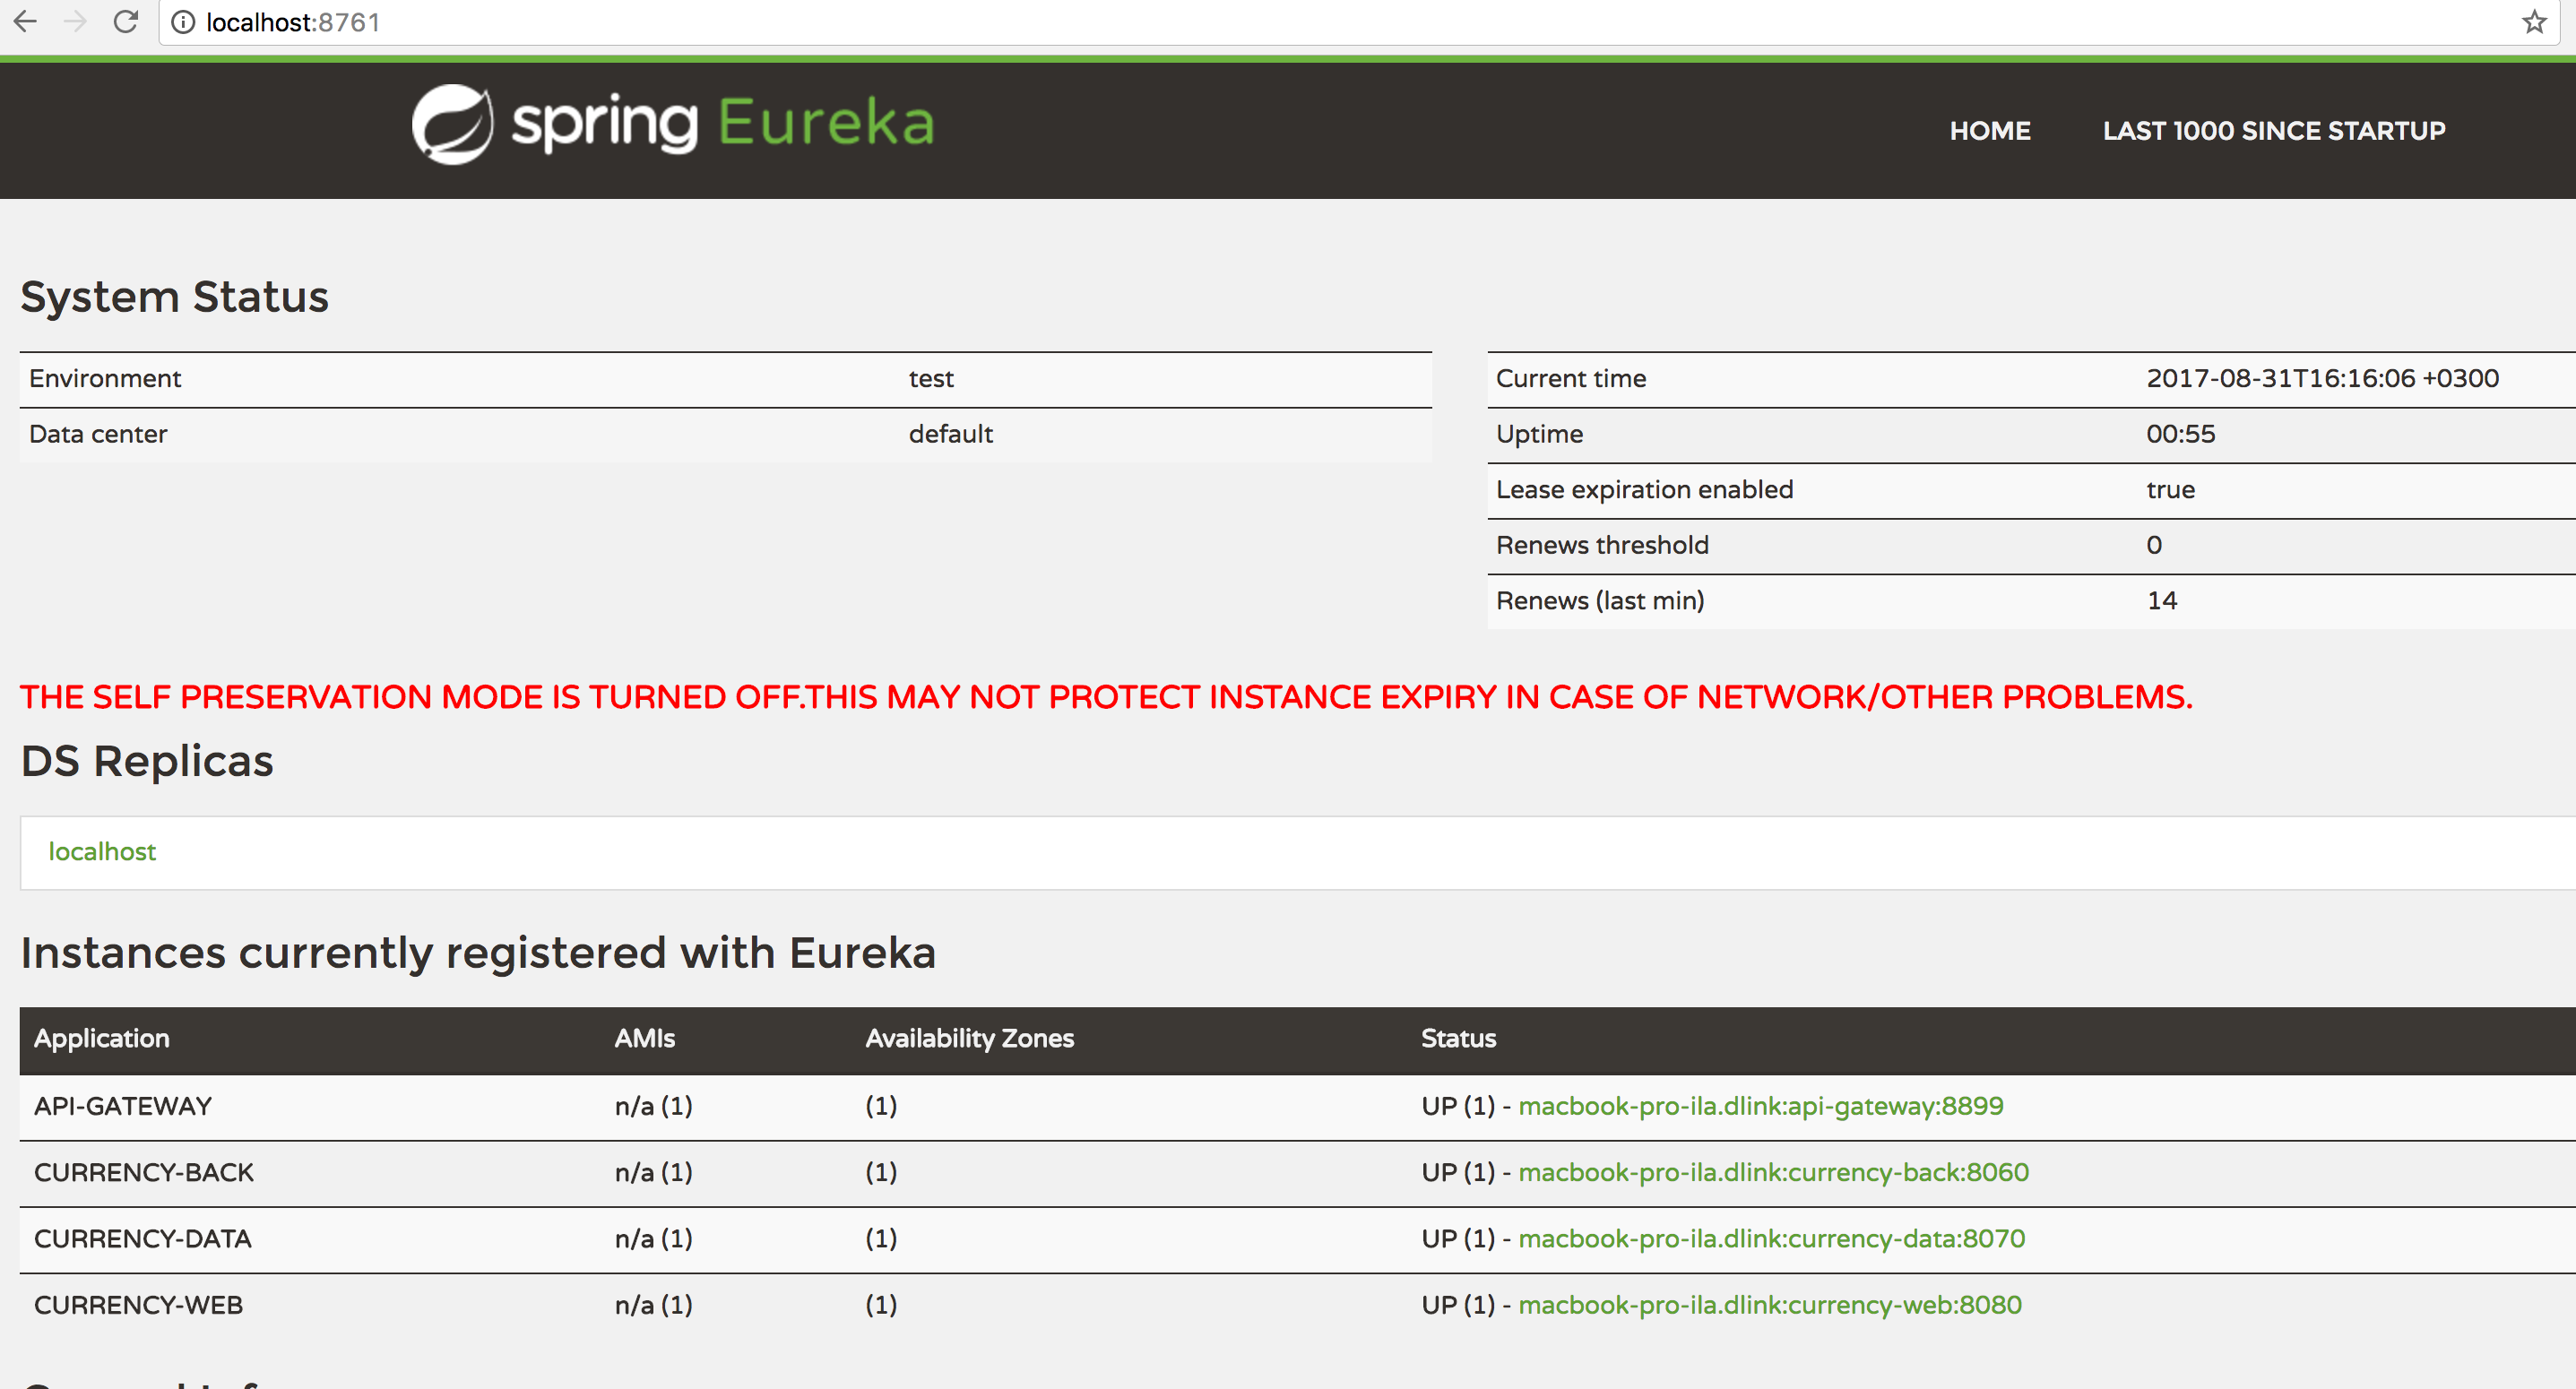 localhost:8761
spring Eureka
HOME LAST 1000 SINCE STARTUP
System Status
Environment test
Data center default
Current time 2017-08-31T16:16:06 +0300
Uptime 00:55
Lease expiration enabled true
Renews threshold 0
Renews (last min) 14
THE SELF PRESERVATION MODE IS TURNED OFF.THIS MAY NOT PROTECT INSTANCE EXPIRY IN CASE OF NETWORK/OTHER PROBLEMS.
DS Replicas
localhost
Instances currently registered with Eureka
Application AMIs Availability Zones Status
API-GATEWAY n/a (1) (1) UP (1) - macbook-pro-ila.dlink:api-gateway:8899
CURRENCY-BACK n/a (1) (1) UP (1) - macbook-pro-ila.dlink:currency-back:8060
CURRENCY-DATA n/a (1) (1) UP (1) - macbook-pro-ila.dlink:currency-data:8070
CURRENCY-WEB n/a (1) (1) UP (1) - macbook-pro-ila.dlink:currency-web:8080